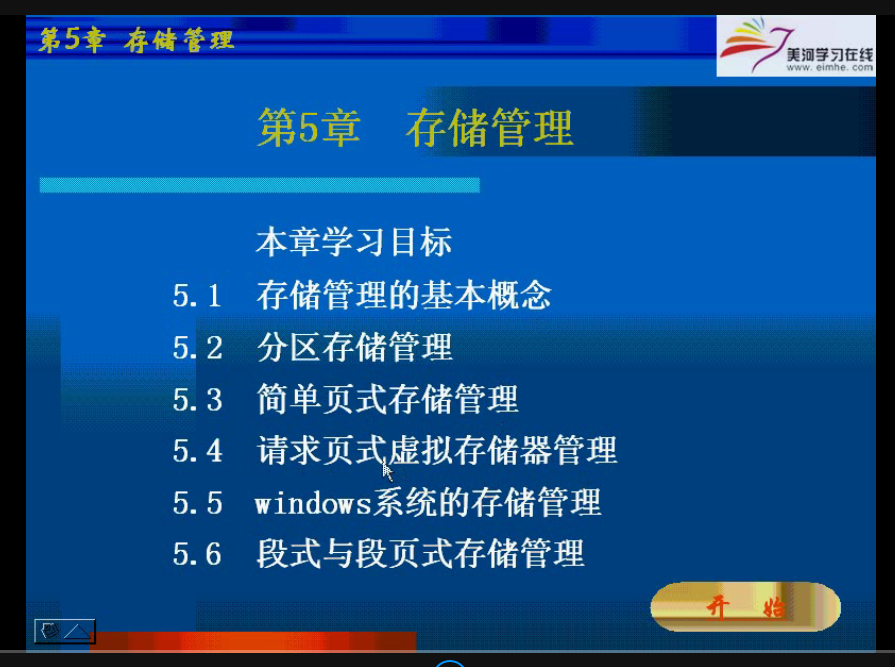 第5章 存储管理
美河学习在线
www. eimhe. com
第5章 存储管理
本章学习目标
5.1 存储管理的基本概念
5.2 分区存储管理
5.3 简单页式存储管理
5.4 请求页式虚拟存储器管理
5.5 windows系统的存储管理
5.6 段式与段页式存储管理
开 始